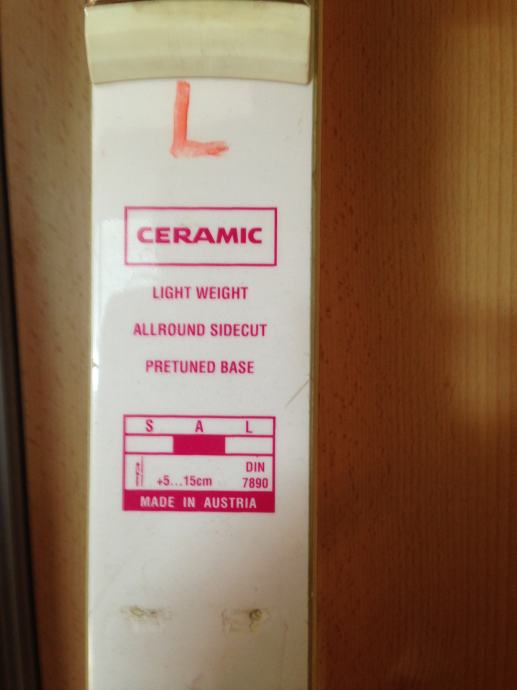 L
CERAMIC
LIGHT WEIGHT
ALLROUND SIDECUT
PRETUNED BASE
S A L
DIN
+5...15cm 7890
MADE IN AUSTRIA